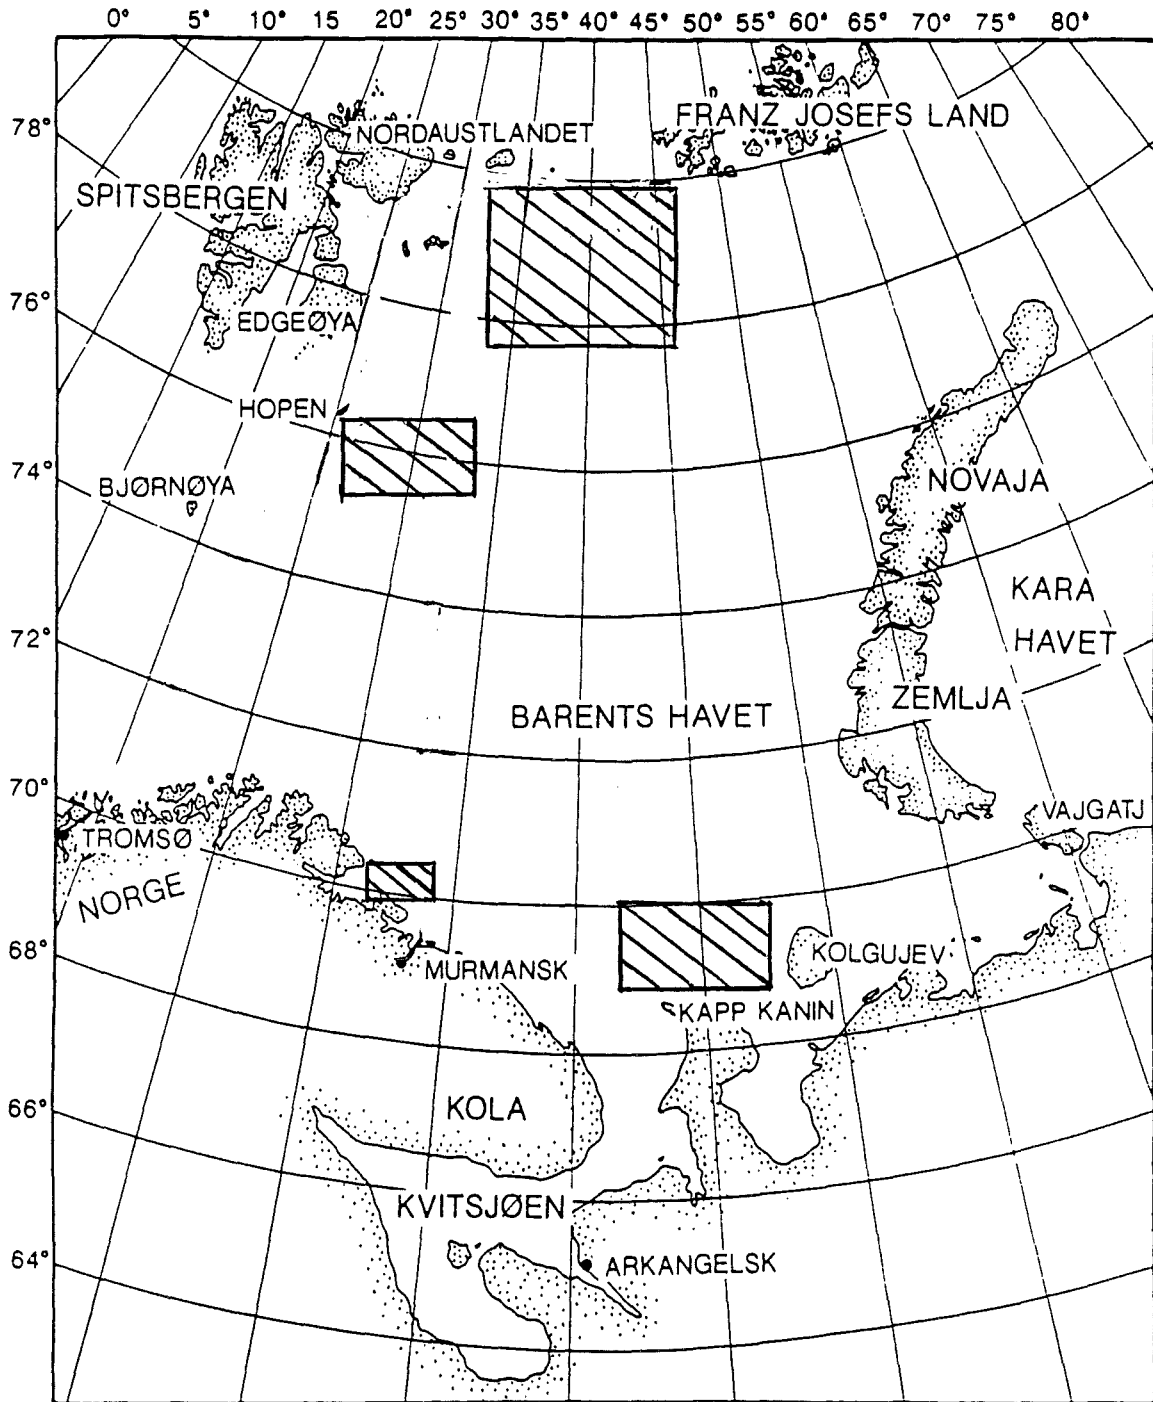 0° 5° 10° 15 20° 25° 30° 35° 40° 45° 50° 55° 60° 65° 70° 75° 80°
78°
NORDAUSTLANDET
FRANZ JOSEFS LAND
SPITSBERGEN
76°
EDGEØYA
HOPEN
74°
BJØRNØYA
NOVAJA
KARA
HAVET
72°
ZEMLJA
BARENTS HAVET
70°
VAJGATJ
TROMSØ
NORGE
68°
KOLGUJEV
MURMANSK
KAPP KANIN
66°
KOLA
KVITSJØEN
64°
ARKANGELSK